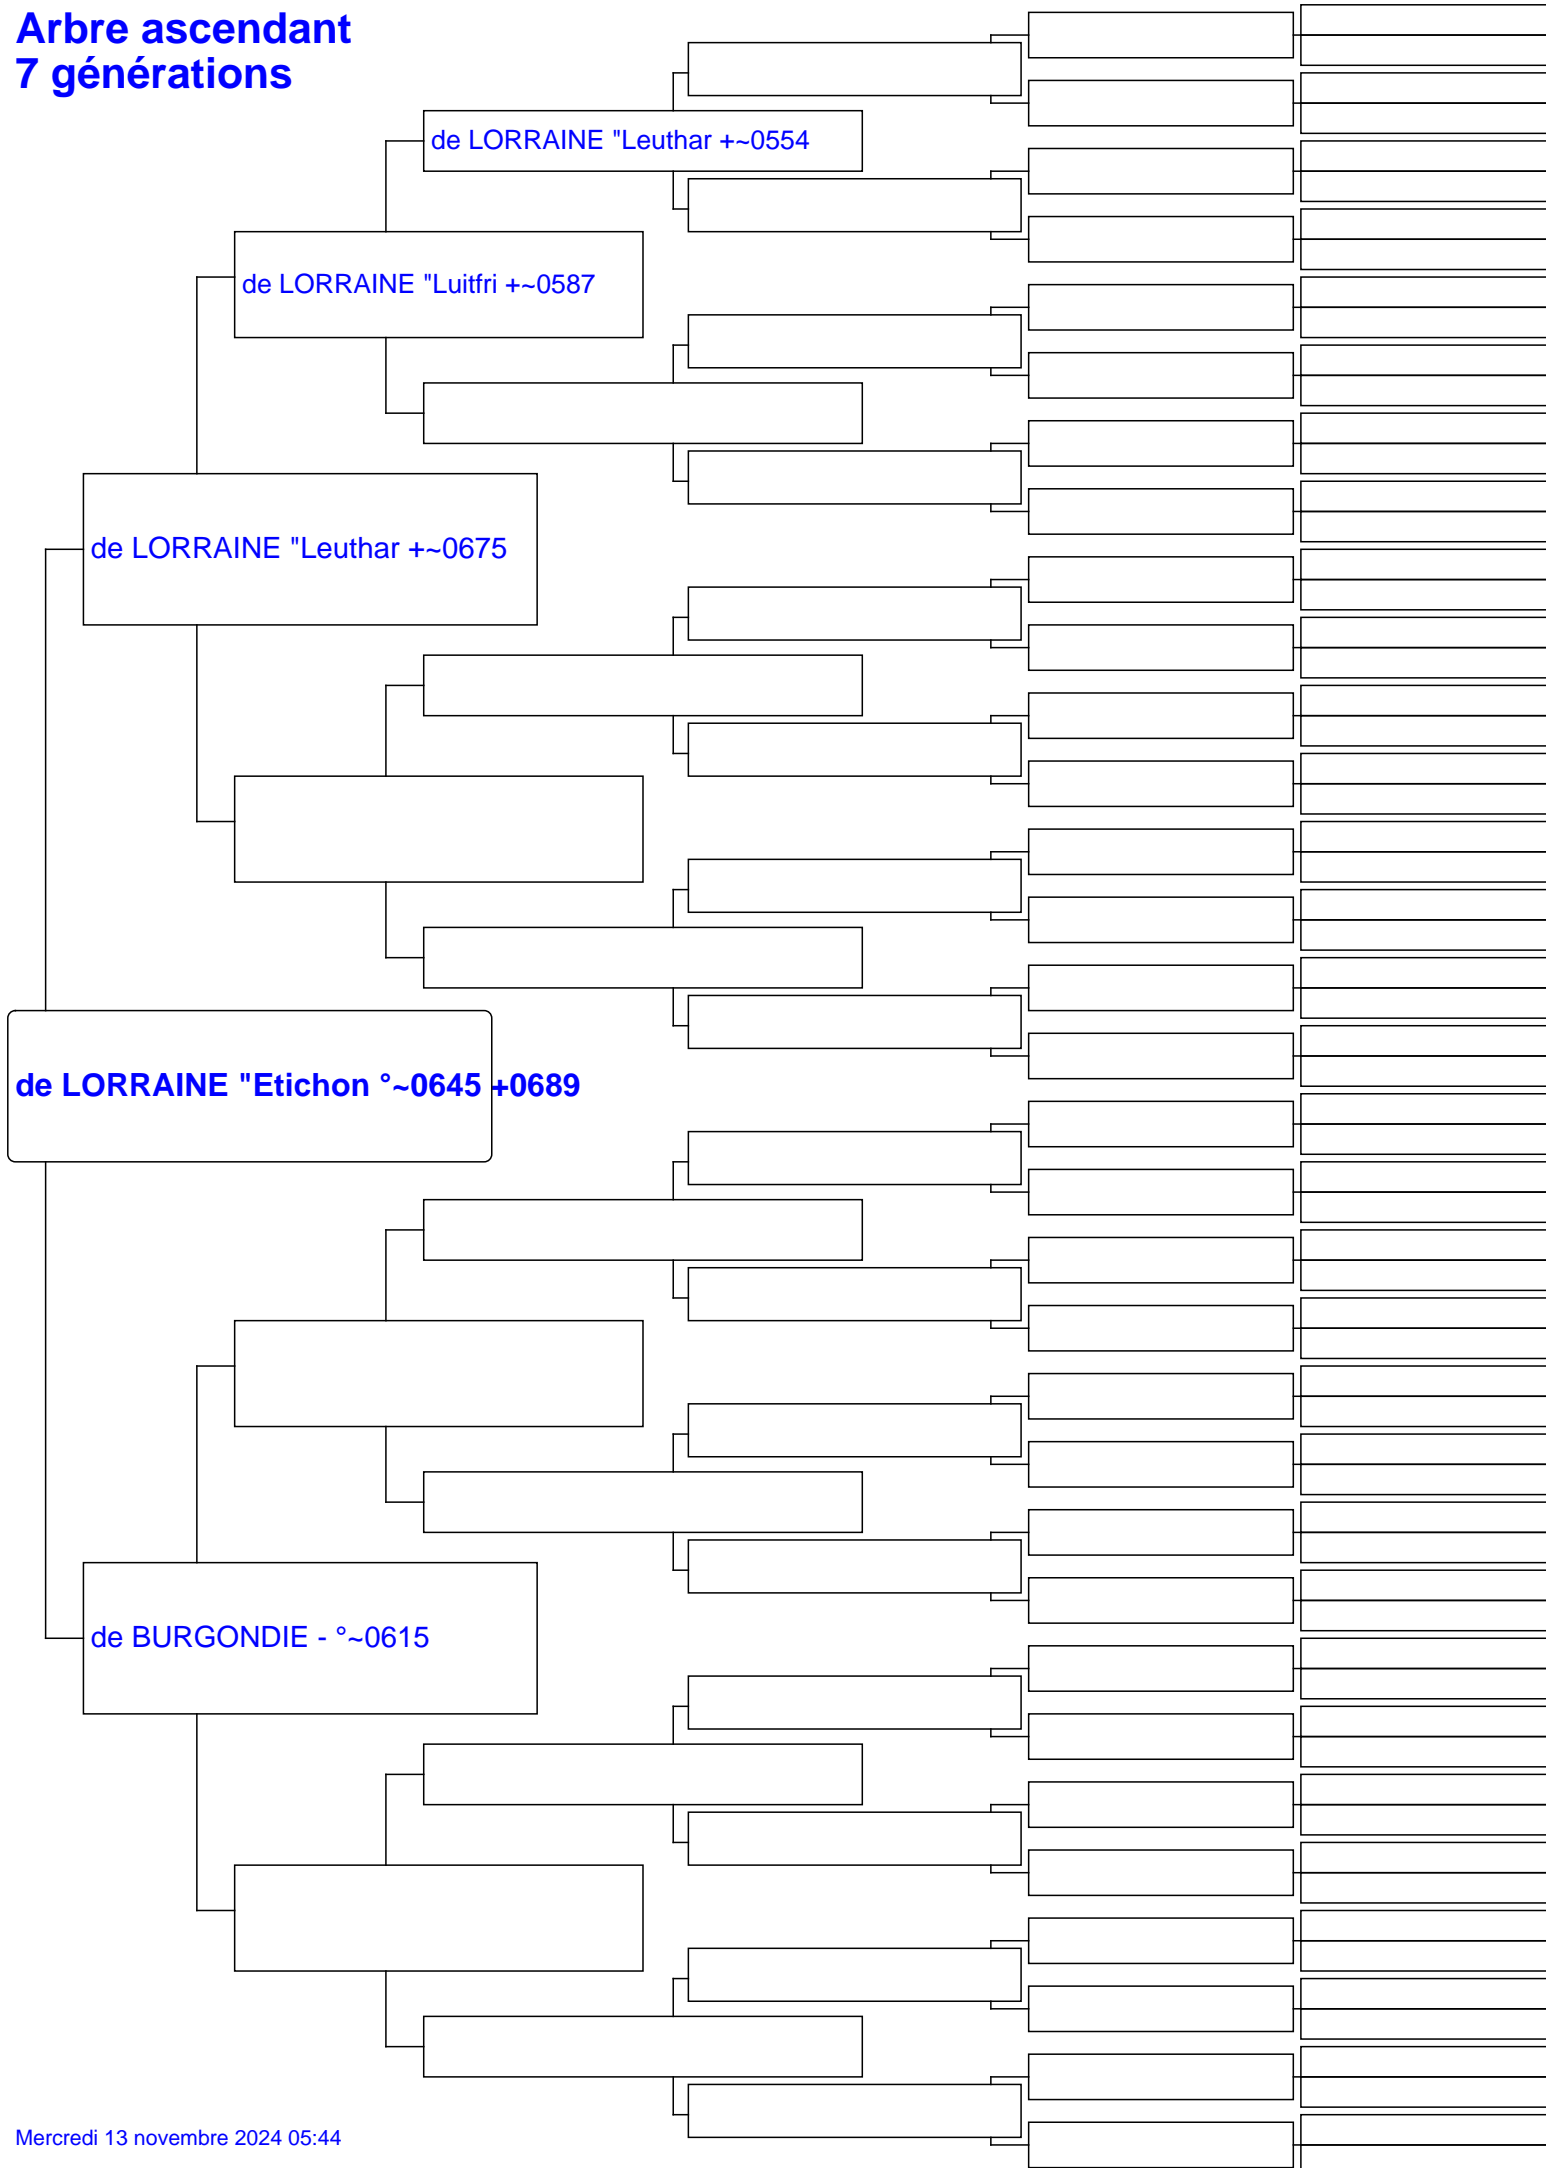 Arbre ascendant
7 générations
de LORRAINE "Leuthar +~0554
de LORRAINE "Luitfri +~0587
de LORRAINE "Leuthar +~0675
de LORRAINE "Etichon °~0645 +0689
de BURGONDIE - °~0615
Mercredi 13 novembre 2024 05:44